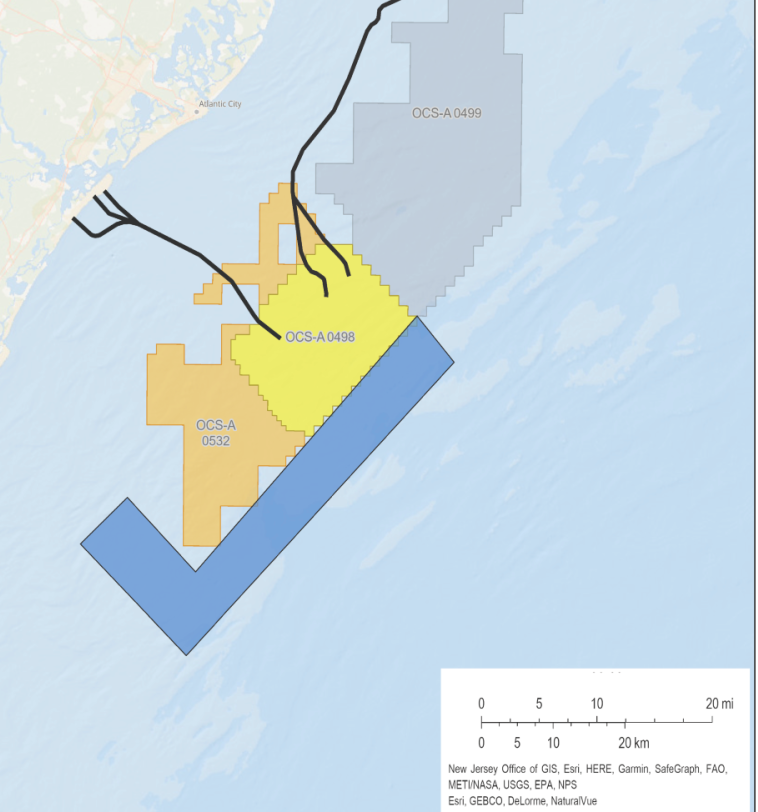 Atlantic City
OCS-A 0499
OCS-A 0498
OCS-A
0532
0 5 10 20 mi
0 5 10 20 km
New Jersey Office of GIS, Esri, HERE, Garmin, SafeGraph, FAO,
METI/NASA, USGS, EPA, NPS
Esri, GEBCO, DeLorme, NaturalVue